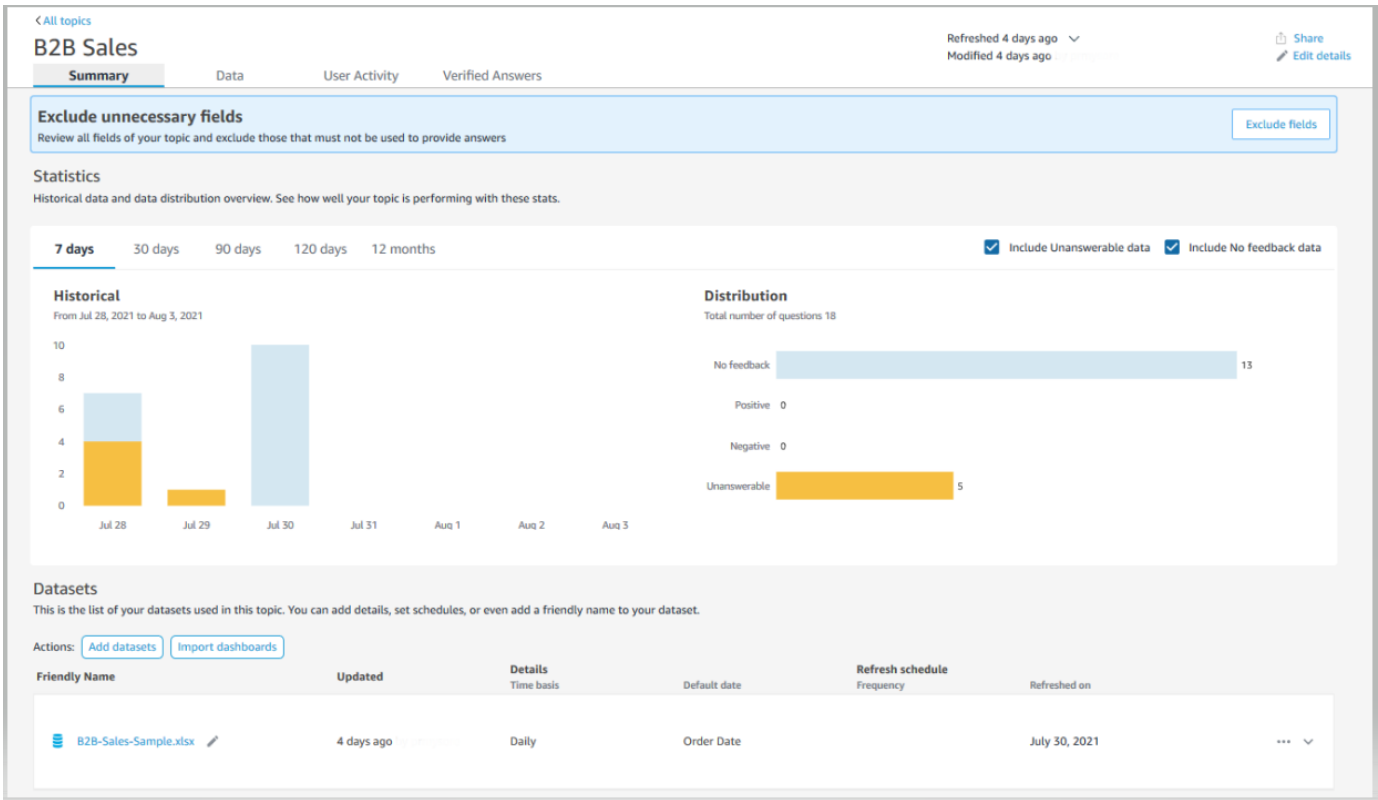 All topics
B2B Sales
Refreshed 4 days ago
Modified 4 days ago
Share
Edit details
Summary Data User Activity Verified Answers
Exclude unnecessary fields
Review all fields of your topic and exclude those that must not be used to provide answers
Exclude fields
Statistics
Historical data and data distribution overview. See how well your topic is performing with these stats.
7 days 30 days 90 days 120 days 12 months
Include Unanswerable data Include No feedback data
Historical
From Jul 28, 2021 to Aug 3, 2021
10
8
6
4
2
0
Jul 28 Jul 29 Jul 30 Jul 31 Aug 1 Aug 2 Aug 3
Distribution
Total number of questions 18
No feedback 13
Positive 0
Negative 0
Unanswerable 5
Datasets
This is the list of your datasets used in this topic. You can add details, set schedules, or even add a friendly name to your dataset.
Actions: Add datasets Import dashboards
Friendly Name Updated Details Refresh schedule
Time basis Default date Frequency Refreshed on
B2B-Sales-Sample.xlsx 4 days ago Daily Order Date July 30, 2021